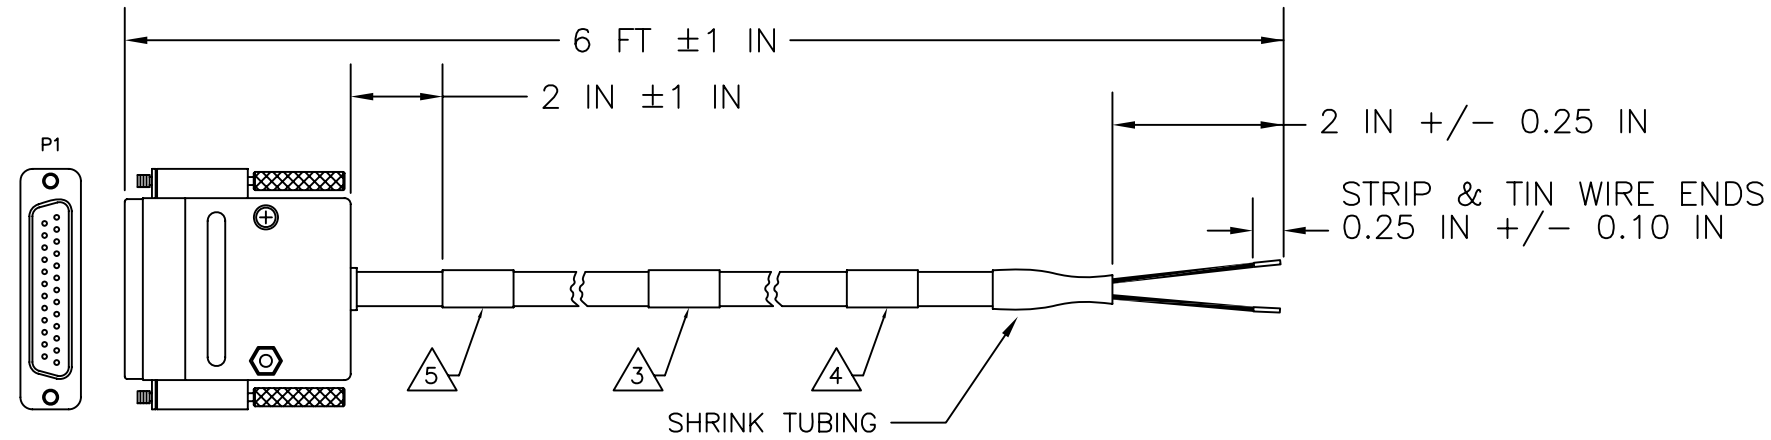 6 FT ±1 IN
2 IN ±1 IN
2 IN +/- 0.25 IN
P1
STRIP & TIN WIRE ENDS
0.25 IN +/- 0.10 IN
5
3
4
SHRINK TUBING